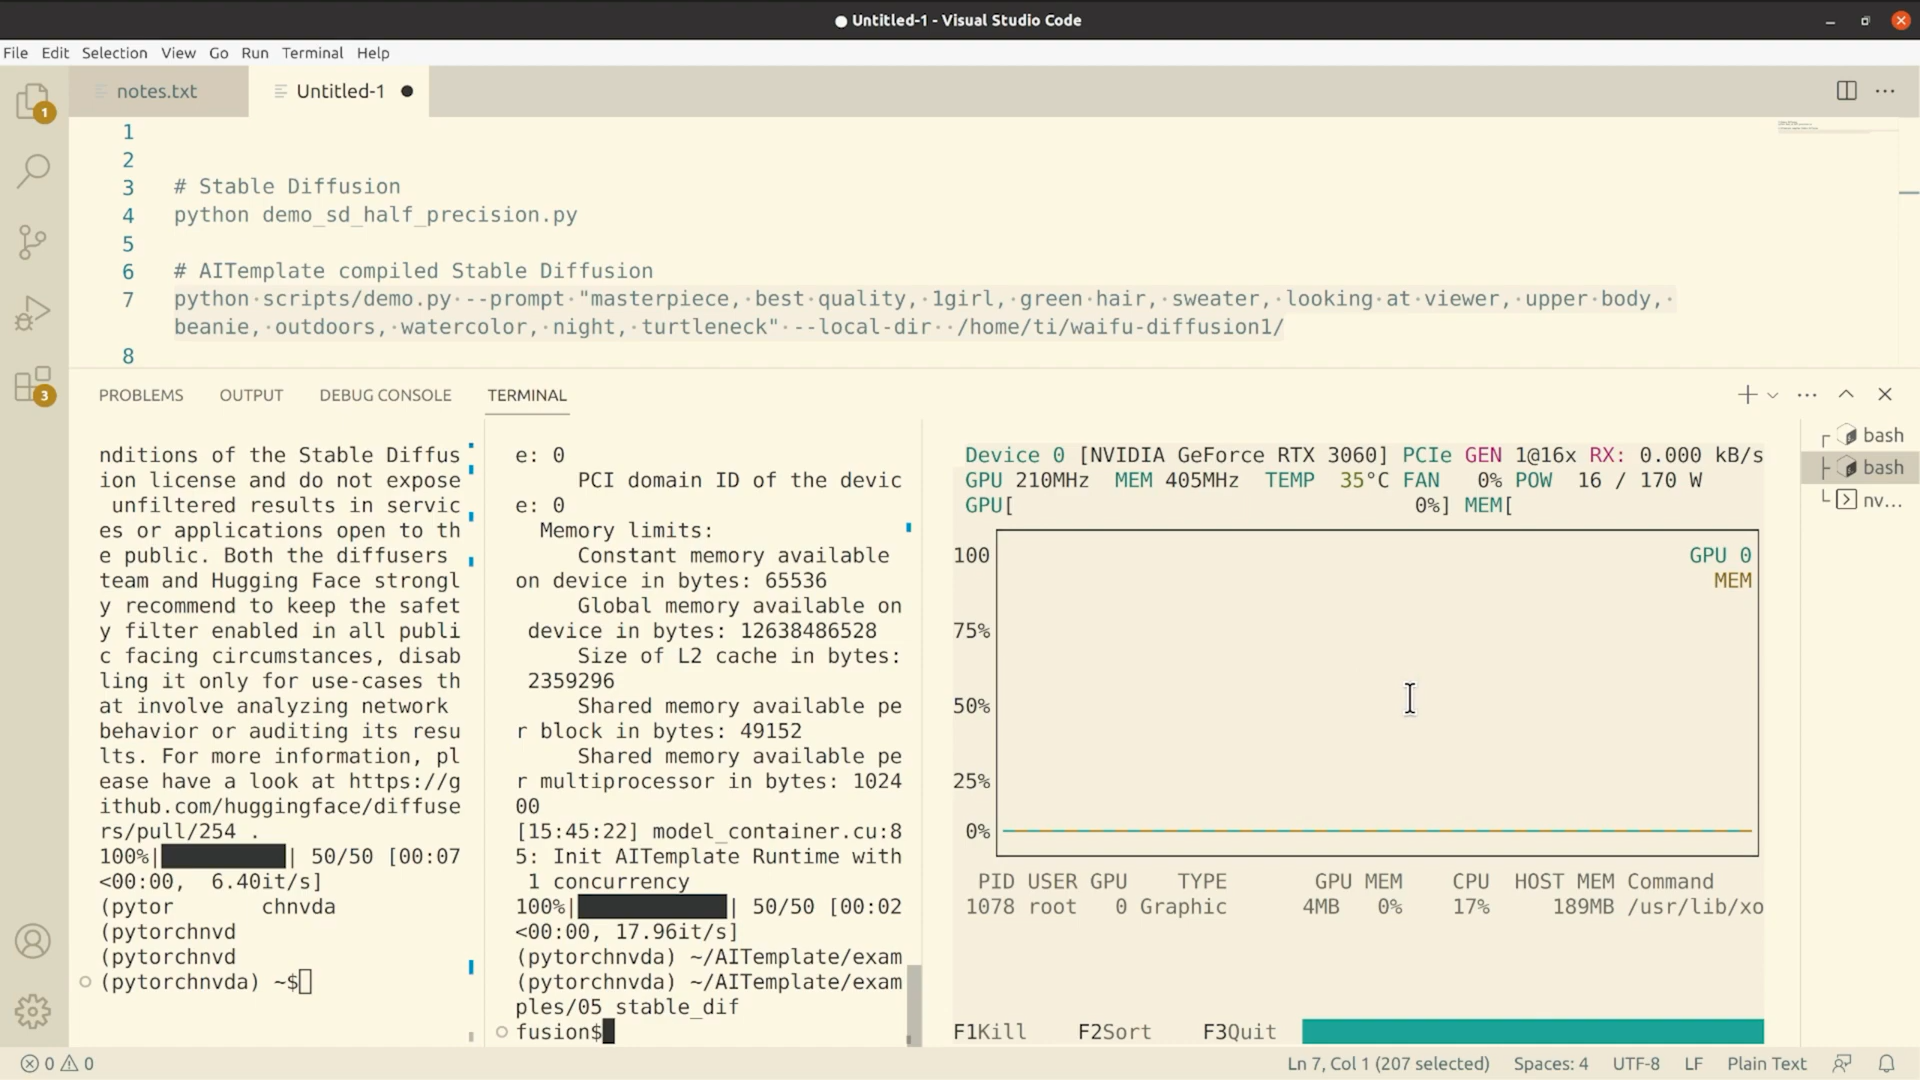 ● Untitled-1 - Visual Studio Code
File Edit Selection View Go Run Terminal Help
notes.txt Untitled-1
1
2
3 # Stable Diffusion
4 python demo_sd_half_precision.py
5
6 # AITemplate compiled Stable Diffusion
7 python scripts/demo.py --prompt "masterpiece, best quality, 1girl, green hair, sweater, looking at viewer, upper body,
beanie, outdoors, watercolor, night, turtleneck" --local-dir  /home/ti/waifu-diffusion1/
8
PROBLEMS OUTPUT DEBUG CONSOLE TERMINAL
nditions of the Stable Diffus
ion license and do not expose
unfiltered results in servic
es or applications open to th
e public. Both the diffusers
team and Hugging Face strongl
y recommend to keep the safet
y filter enabled in all publi
c facing circumstances, disab
ling it only for use-cases th
at involve analyzing network
behavior or auditing its resu
lts. For more information, pl
ease have a look at https://g
ithub.com/huggingface/diffuse
rs/pull/254 .
100%|██████████| 50/50 [00:07
<00:00,  6.40it/s]
(pytor       chnvda
(pytorchnvd
(pytorchnvd
(pytorchnvda) ~$
e: 0
PCI domain ID of the devic
e: 0
Memory limits:
Constant memory available
on device in bytes: 65536
Global memory available on
device in bytes: 12638486528
Size of L2 cache in bytes:
2359296
Shared memory available pe
r block in bytes: 49152
Shared memory available pe
r multiprocessor in bytes: 1024
00
[15:45:22] model_container.cu:8
5: Init AITemplate Runtime with
1 concurrency
100%|████████████| 50/50 [00:02
<00:00, 17.96it/s]
(pytorchnvda) ~/AITemplate/exam
(pytorchnvda) ~/AITemplate/exam
ples/05_stable_dif
fusion$
Device 0 [NVIDIA GeForce RTX 3060] PCIe GEN 1@16x RX: 0.000 kB/s
GPU 210MHz MEM 405MHz TEMP 35°C FAN 0% POW 16 / 170 W
GPU[ 0%] MEM[
100 GPU 0
MEM
75%
50%
25%
0%
PID USER GPU TYPE GPU MEM CPU HOST MEM Command
1078 root 0 Graphic 4MB 0% 17% 189MB /usr/lib/xo
F1Kill F2Sort F3Quit
bash
bash
nv...
1
3
0 0 Ln 7, Col 1 (207 selected) Spaces: 4 UTF-8 LF Plain Text